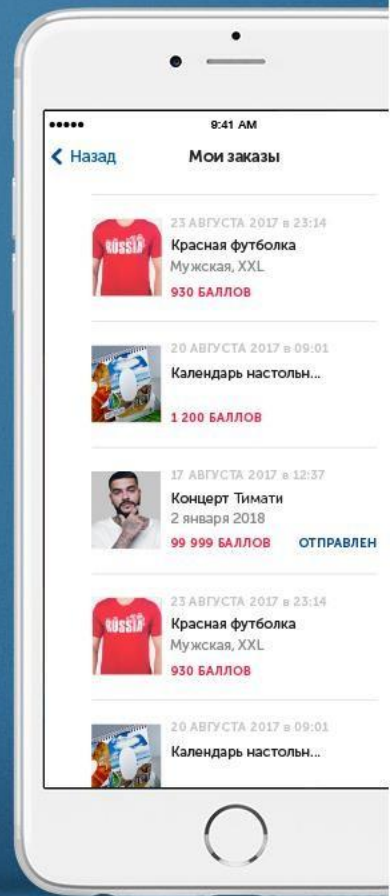 9:41 AM
Назад
Мои заказы
23 АВГУСТА 2017 в 23:14
RUSSIA
Красная футболка
Мужская, XXL
930 БАЛЛОВ
20 АВГУСТА 2017 в 09:01
Календарь настольн...
1 200 БАЛЛОВ
17 АВГУСТА 2017 в 12:37
Концерт Тимати
2 января 2018
99 999 БАЛЛОВ ОТПРАВЛЕН
23 АВГУСТА 2017 в 23:14
RUSSIA
Красная футболка
Мужская, XXL
930 БАЛЛОВ
20 АВГУСТА 2017 в 09:01
Календарь настольн...